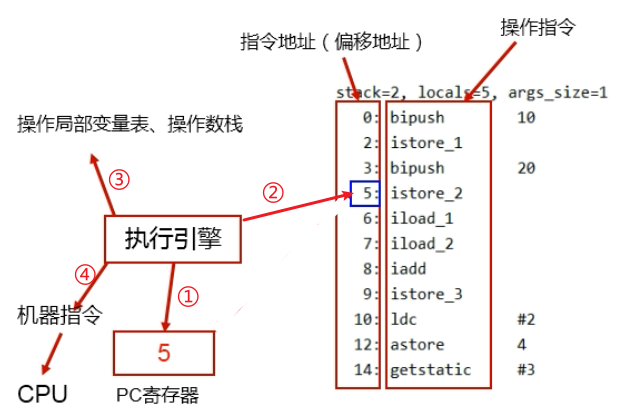 操作指令
指令地址（偏移地址）
stack=2, locals=5, args_size=1
0: bipush 10
2: istore_1
3: bipush 20
5: istore_2
6: iload_1
7: iload_2
8: iadd
9: istore_3
10: ldc #2
12: astore 4
14: getstatic #3
操作局部变量表、操作数栈
③
②
执行引擎
④
①
机器指令
5
CPU
PC寄存器